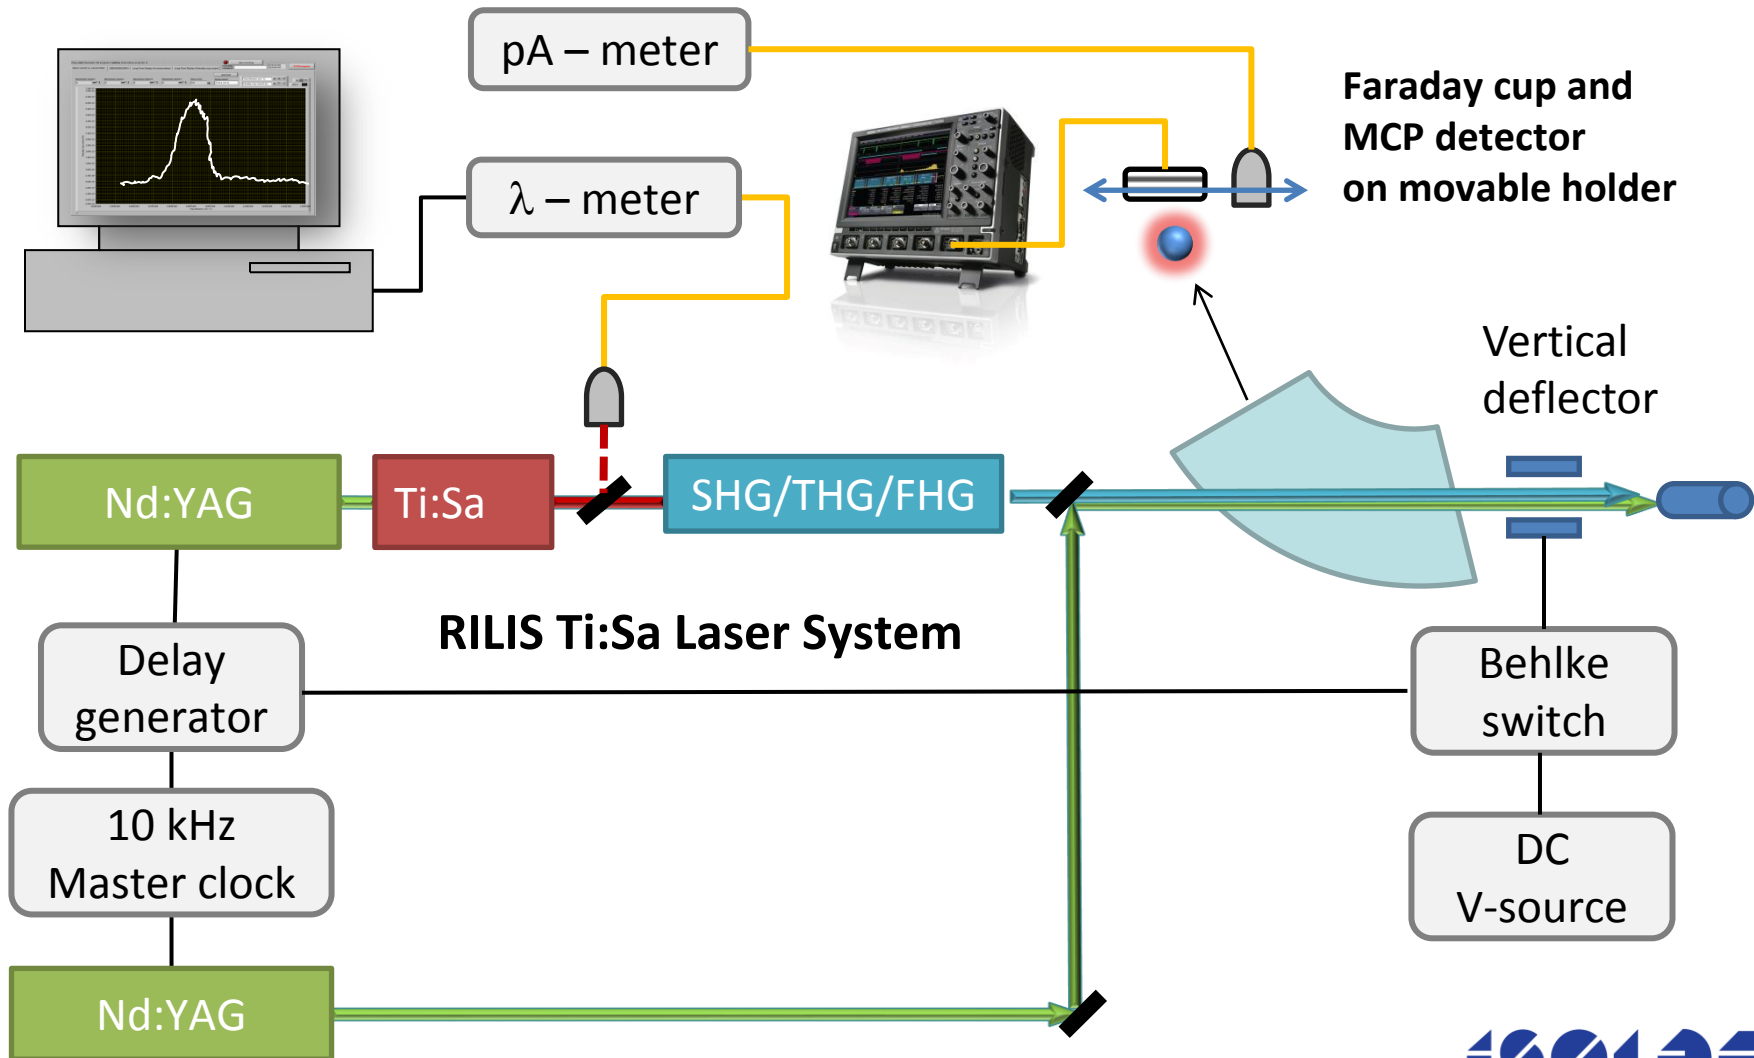 pA – meter
Faraday cup and
MCP detector
on movable holder
λ – meter
Vertical
deflector
Nd:YAG
Ti:Sa
SHG/THG/FHG
RILIS Ti:Sa Laser System
Delay
generator
Behlke
switch
10 kHz
Master clock
DC
V-source
Nd:YAG